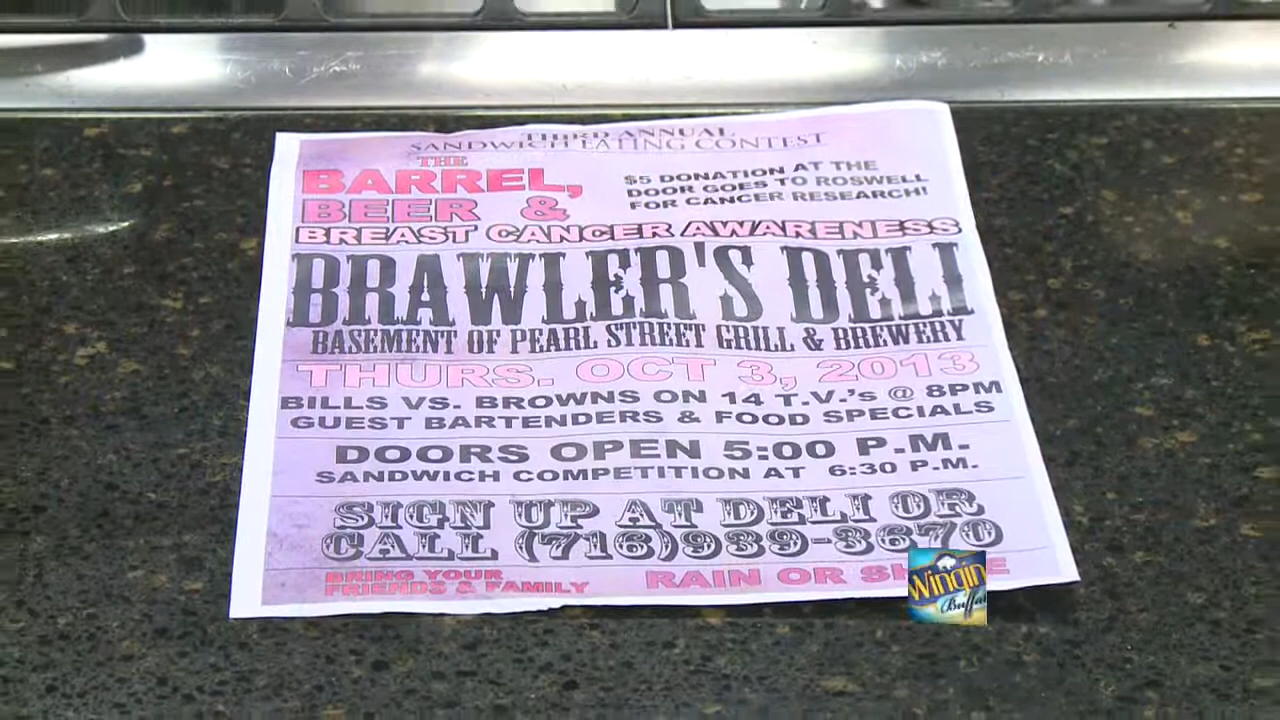 THIRD ANNUAL
SANDWICH EATING CONTEST
THE
BARREL,
BEER &
$5 DONATION AT THE
DOOR GOES TO ROSWELL
FOR CANCER RESEARCH!
BREAST CANCER AWARENESS
BRAWLER'S DELI
BASEMENT OF PEARL STREET GRILL & BREWERY
THURS. OCT 3, 2013
BILLS VS. BROWNS ON 14 T.V.'s @ 8PM
GUEST BARTENDERS & FOOD SPECIALS
DOORS OPEN 5:00 P.M.
SANDWICH COMPETITION AT 6:30 P.M.
SIGN UP AT DELI OR
CALL (716)939-3670
BRING YOUR
FRIENDS & FAMILY
RAIN OR
Wingin